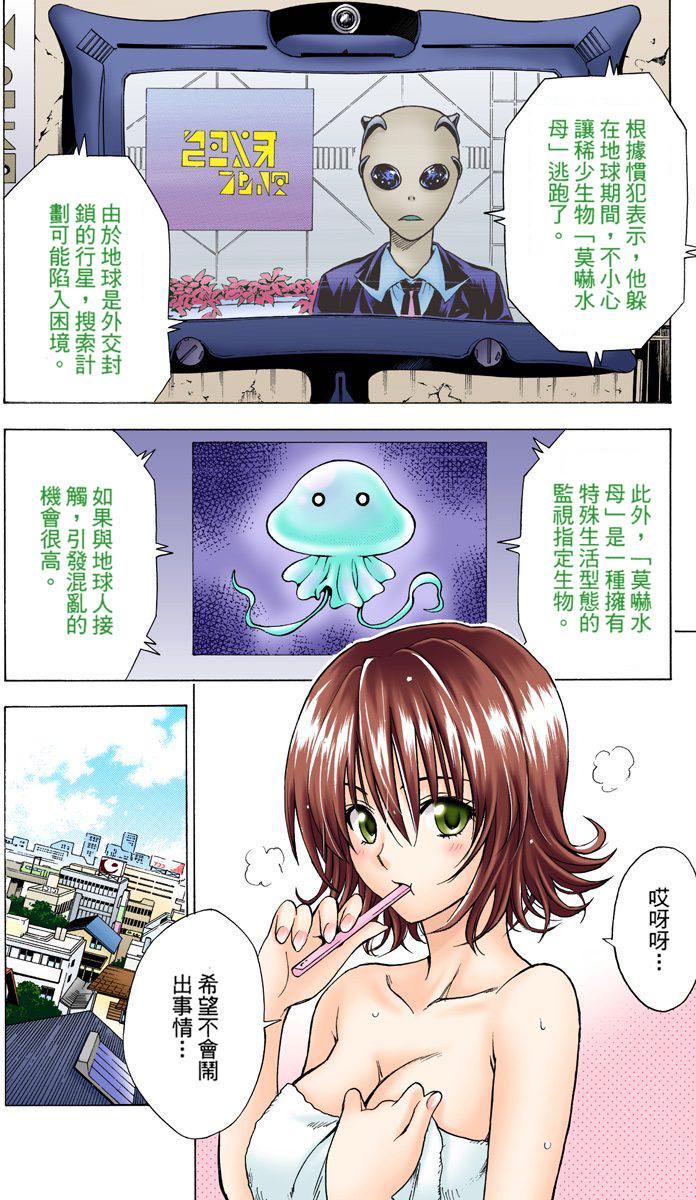 根據慣犯表示，他躲
在地球期間，不小心
讓稀少生物「莫嚇水
母」逃跑了。
由於地球是外交封
鎖的行星，搜索計
劃可能陷入困境。
此外，「莫嚇水
母」是一種擁有
特殊生活型態的
監視指定生物。
如果與地球人接
觸，引發混亂的
機會很高。
哎呀呀…
希望不會鬧
出事情…